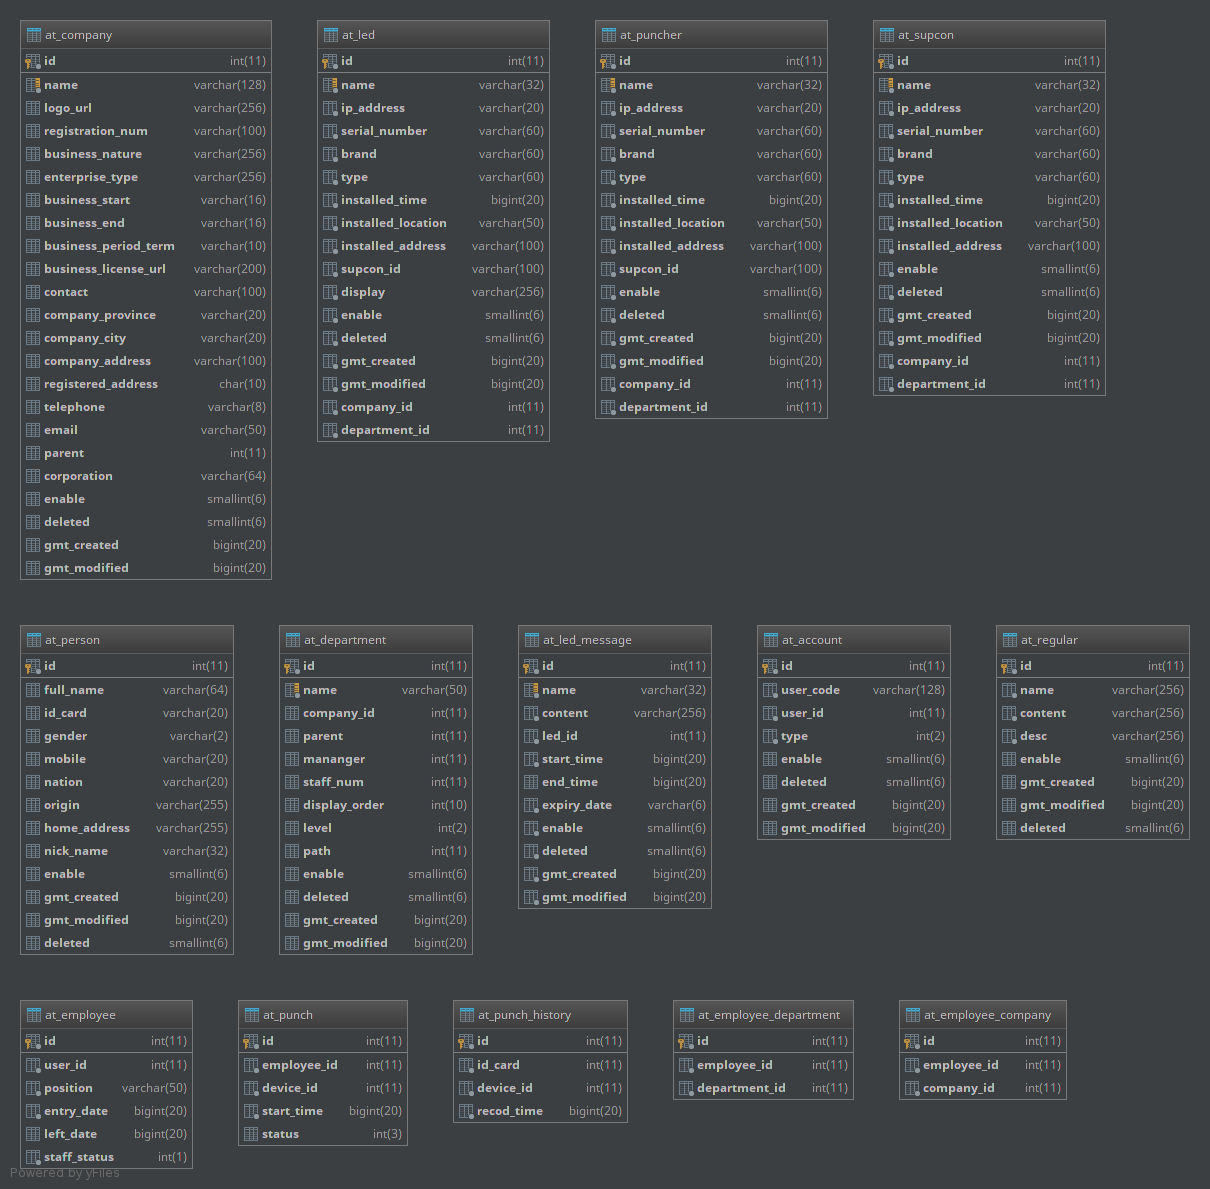 at_company
id int(11)
name varchar(128)
logo_url varchar(256)
registration_num varchar(100)
business_nature varchar(256)
enterprise_type varchar(256)
business_start varchar(16)
business_end varchar(16)
business_period_term varchar(10)
business_license_url varchar(200)
contact varchar(100)
company_province varchar(20)
company_city varchar(20)
company_address varchar(100)
registered_address char(10)
telephone varchar(8)
email varchar(50)
parent int(11)
corporation varchar(64)
enable smallint(6)
deleted smallint(6)
gmt_created bigint(20)
gmt_modified bigint(20)
at_led
id int(11)
name varchar(32)
ip_address varchar(20)
serial_number varchar(60)
brand varchar(60)
type varchar(60)
installed_time bigint(20)
installed_location varchar(50)
installed_address varchar(100)
supcon_id varchar(100)
display varchar(256)
enable smallint(6)
deleted smallint(6)
gmt_created bigint(20)
gmt_modified bigint(20)
company_id int(11)
department_id int(11)
at_puncher
id int(11)
name varchar(32)
ip_address varchar(20)
serial_number varchar(60)
brand varchar(60)
type varchar(60)
installed_time bigint(20)
installed_location varchar(50)
installed_address varchar(100)
supcon_id varchar(100)
enable smallint(6)
deleted smallint(6)
gmt_created bigint(20)
gmt_modified bigint(20)
company_id int(11)
department_id int(11)
at_supcon
id int(11)
name varchar(32)
ip_address varchar(20)
serial_number varchar(60)
brand varchar(60)
type varchar(60)
installed_time bigint(20)
installed_location varchar(50)
installed_address varchar(100)
enable smallint(6)
deleted smallint(6)
gmt_created bigint(20)
gmt_modified bigint(20)
company_id int(11)
department_id int(11)
at_person
id int(11)
full_name varchar(64)
id_card varchar(20)
gender varchar(2)
mobile varchar(20)
nation varchar(20)
origin varchar(255)
home_address varchar(255)
nick_name varchar(32)
enable smallint(6)
gmt_created bigint(20)
gmt_modified bigint(20)
deleted smallint(6)
at_department
id int(11)
name varchar(50)
company_id int(11)
parent int(11)
mananger int(11)
staff_num int(11)
display_order int(10)
level int(2)
path int(11)
enable smallint(6)
deleted smallint(6)
gmt_created bigint(20)
gmt_modified bigint(20)
at_led_message
id int(11)
name varchar(32)
content varchar(256)
led_id int(11)
start_time bigint(20)
end_time bigint(20)
expiry_date varchar(6)
enable smallint(6)
deleted smallint(6)
gmt_created bigint(20)
gmt_modified bigint(20)
at_account
id int(11)
user_code varchar(128)
user_id int(11)
type int(2)
enable smallint(6)
deleted smallint(6)
gmt_created bigint(20)
gmt_modified bigint(20)
at_regular
id int(11)
name varchar(256)
content varchar(256)
desc varchar(256)
enable smallint(6)
gmt_created bigint(20)
gmt_modified bigint(20)
deleted smallint(6)
at_employee
id int(11)
user_id int(11)
position varchar(50)
entry_date bigint(20)
left_date bigint(20)
staff_status int(1)
at_punch
id int(11)
employee_id int(11)
device_id int(11)
start_time bigint(20)
status int(3)
at_punch_history
id int(11)
id_card int(11)
device_id int(11)
recod_time bigint(20)
at_employee_department
id int(11)
employee_id int(11)
department_id int(11)
at_employee_company
id int(11)
employee_id int(11)
company_id int(11)
Powered by yFiles